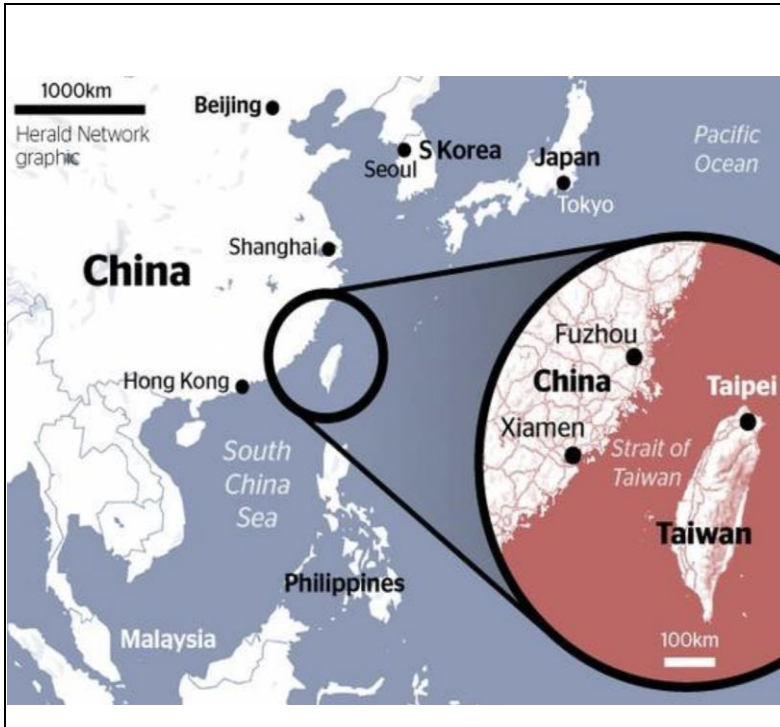 1000km
Herald Network
graphic
Beijing
S Korea
Seoul
Japan
Tokyo
Pacific
Ocean
Shanghai
China
Hong Kong
South
China
Sea
Philippines
Malaysia
Fuzhou
China
Xiamen
Taipei
Strait of
Taiwan
Taiwan
100km